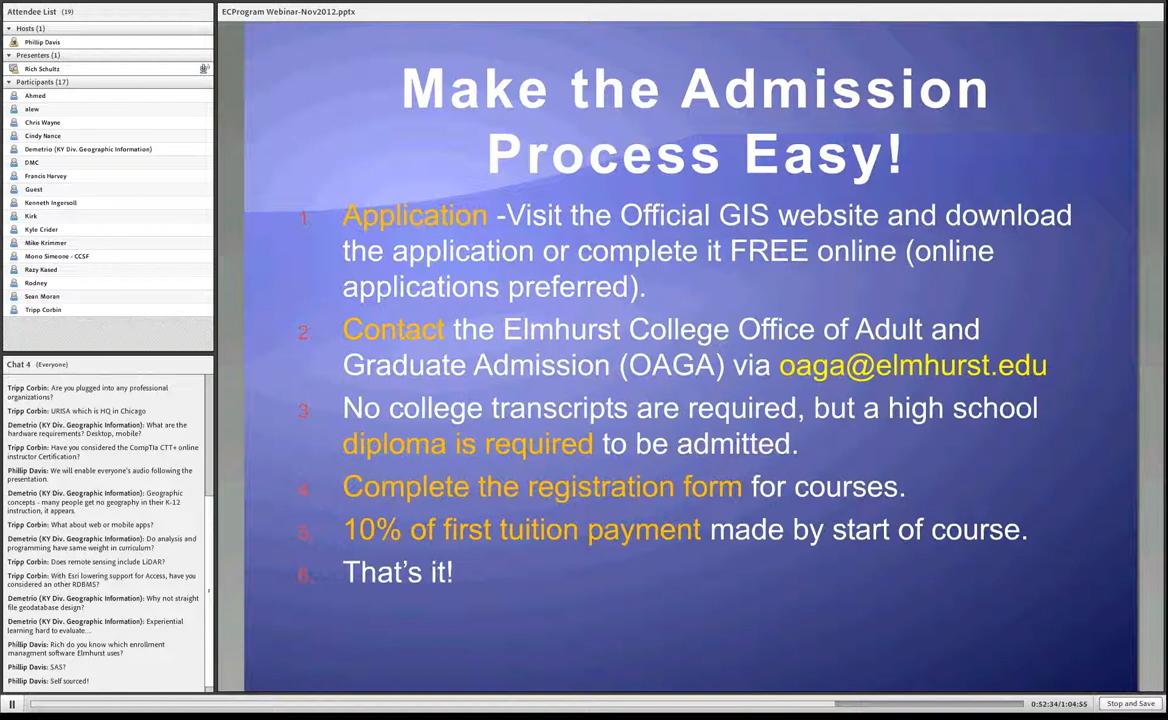 Attendee List (19)
Hosts (1)
Phillip Davis
Presenters (1)
Rich Schultz
Participants (17)
Ahmed
alew
Chris Wayne
Cindy Nance
Demetrio (KY Div. Geographic Information)
DMC
Francis Harvey
Guest
Kenneth Ingersoll
Kirk
Kyle Crider
Mike Krimmer
Mono Simeone - CCSF
Razy Kased
Rodney
Sean Moran
Tripp Corbin
Chat 4 (Everyone)
Tripp Corbin: Are you plugged into any professional
organizations?
Tripp Corbin: URISA which is HQ in Chicago
Demetrio (KY Div. Geographic Information): What are the
hardware requirements? Desktop, mobile?
Tripp Corbin: Have you considered the CompTIa CTT+ online
instructor Certification?
Phillip Davis: We will enable everyone's audio following the
presentation.
Demetrio (KY Div. Geographic Information): Geographic
concepts - many people get no geography in their K-12
instruction, it appears.
Tripp Corbin: What about web or mobile apps?
Demetrio (KY Div. Geographic Information): Do analysis and
programming have same weight in curriculum?
Tripp Corbin: Does remote sensing include LiDAR?
Tripp Corbin: With Esri lowering support for Access, have you
considered an other RDBMS?
Demetrio (KY Div. Geographic Information): Why not straight
file geodatabase design?
Demetrio (KY Div. Geographic Information): Experiential
learning hard to evaluate...
Phillip Davis: Rich do you know which enrollment
managment software Elmhurst uses?
Phillip Davis: SAS?
Phillip Davis: Self sourced!
ECProgram Webinar-Nov2012.pptx
Make the Admission
Process Easy!
1. Application -Visit the Official GIS website and download
the application or complete it FREE online (online
applications preferred).
2. Contact the Elmhurst College Office of Adult and
Graduate Admission (OAGA) via oaga@elmhurst.edu
3. No college transcripts are required, but a high school
diploma is required to be admitted.
4. Complete the registration form for courses.
5. 10% of first tuition payment made by start of course.
6. That's it!
0:52:34/1:04:55
Stop and Save